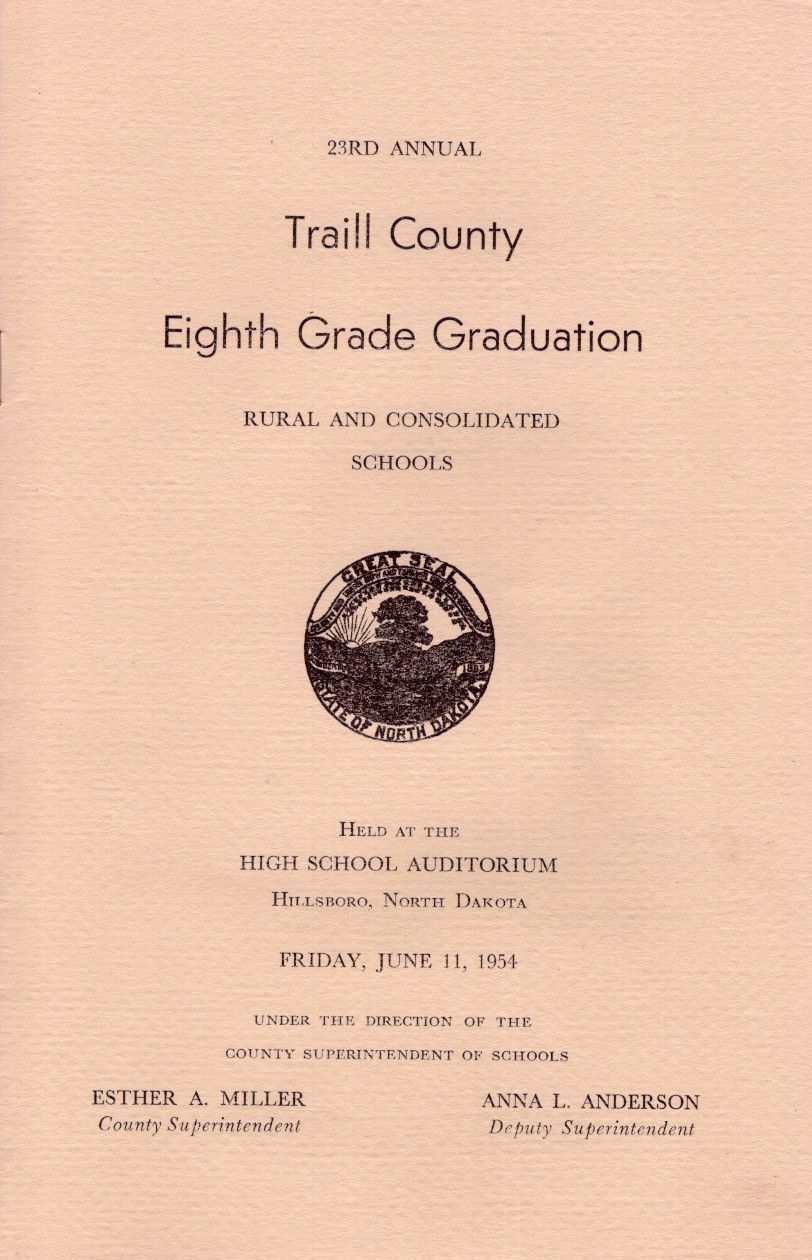 23RD ANNUAL
Traill County
Eighth Grade Graduation
RURAL AND CONSOLIDATED
SCHOOLS
GREAT SEAL
STATE OF NORTH DAKOTA
HELD AT THE
HIGH SCHOOL AUDITORIUM
HILLSBORO, NORTH DAKOTA
FRIDAY, JUNE 11, 1954
UNDER THE DIRECTION OF THE
COUNTY SUPERINTENDENT OF SCHOOLS
ESTHER A. MILLER ANNA L. ANDERSON
County Superintendent Deputy Superintendent